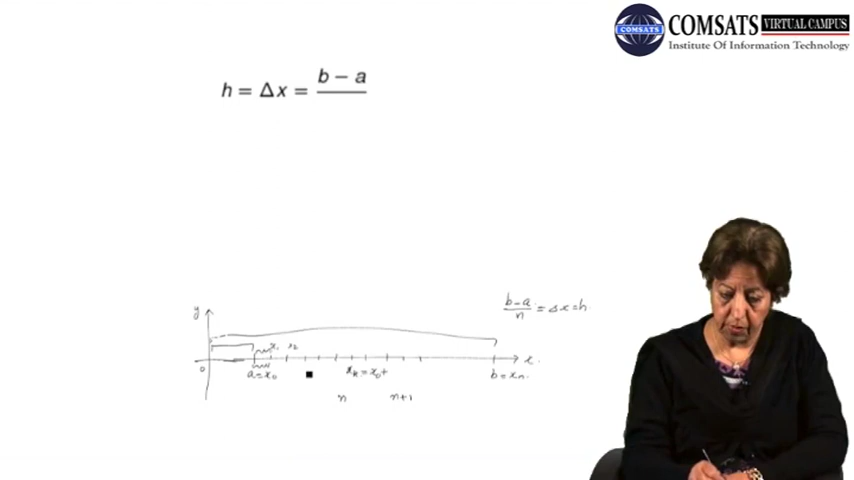 COMSATS VIRTUAL CAMPUS
COMSATS
Institute Of Information Technology
h = Δx = b − a
b-a/n = Δx = h
y
x₁ x₂
x
0
a = x₀
xₖ = x₀ +
b = xₙ
n
n+1